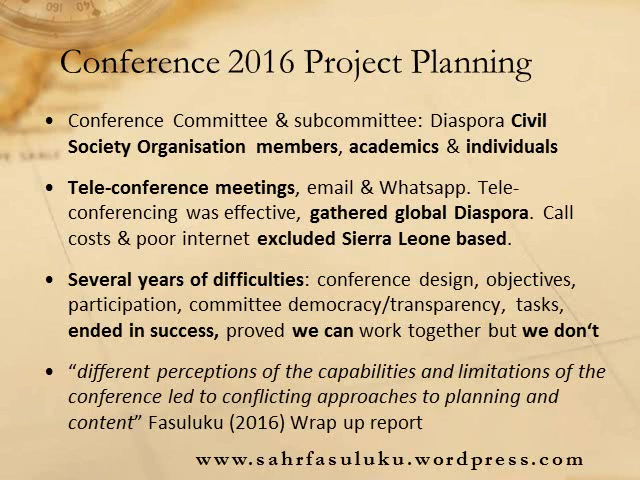 Conference 2016 Project Planning
• Conference Committee & subcommittee: Diaspora Civil
Society Organisation members, academics & individuals
• Tele-conference meetings, email & Whatsapp. Tele-
conferencing was effective, gathered global Diaspora. Call
costs & poor internet excluded Sierra Leone based.
• Several years of difficulties: conference design, objectives,
participation, committee democracy/transparency, tasks,
ended in success, proved we can work together but we don‘t
• “different perceptions of the capabilities and limitations of the
conference led to conflicting approaches to planning and
content” Fasuluku (2016) Wrap up report
www.sahrfasuluku.wordpress.com